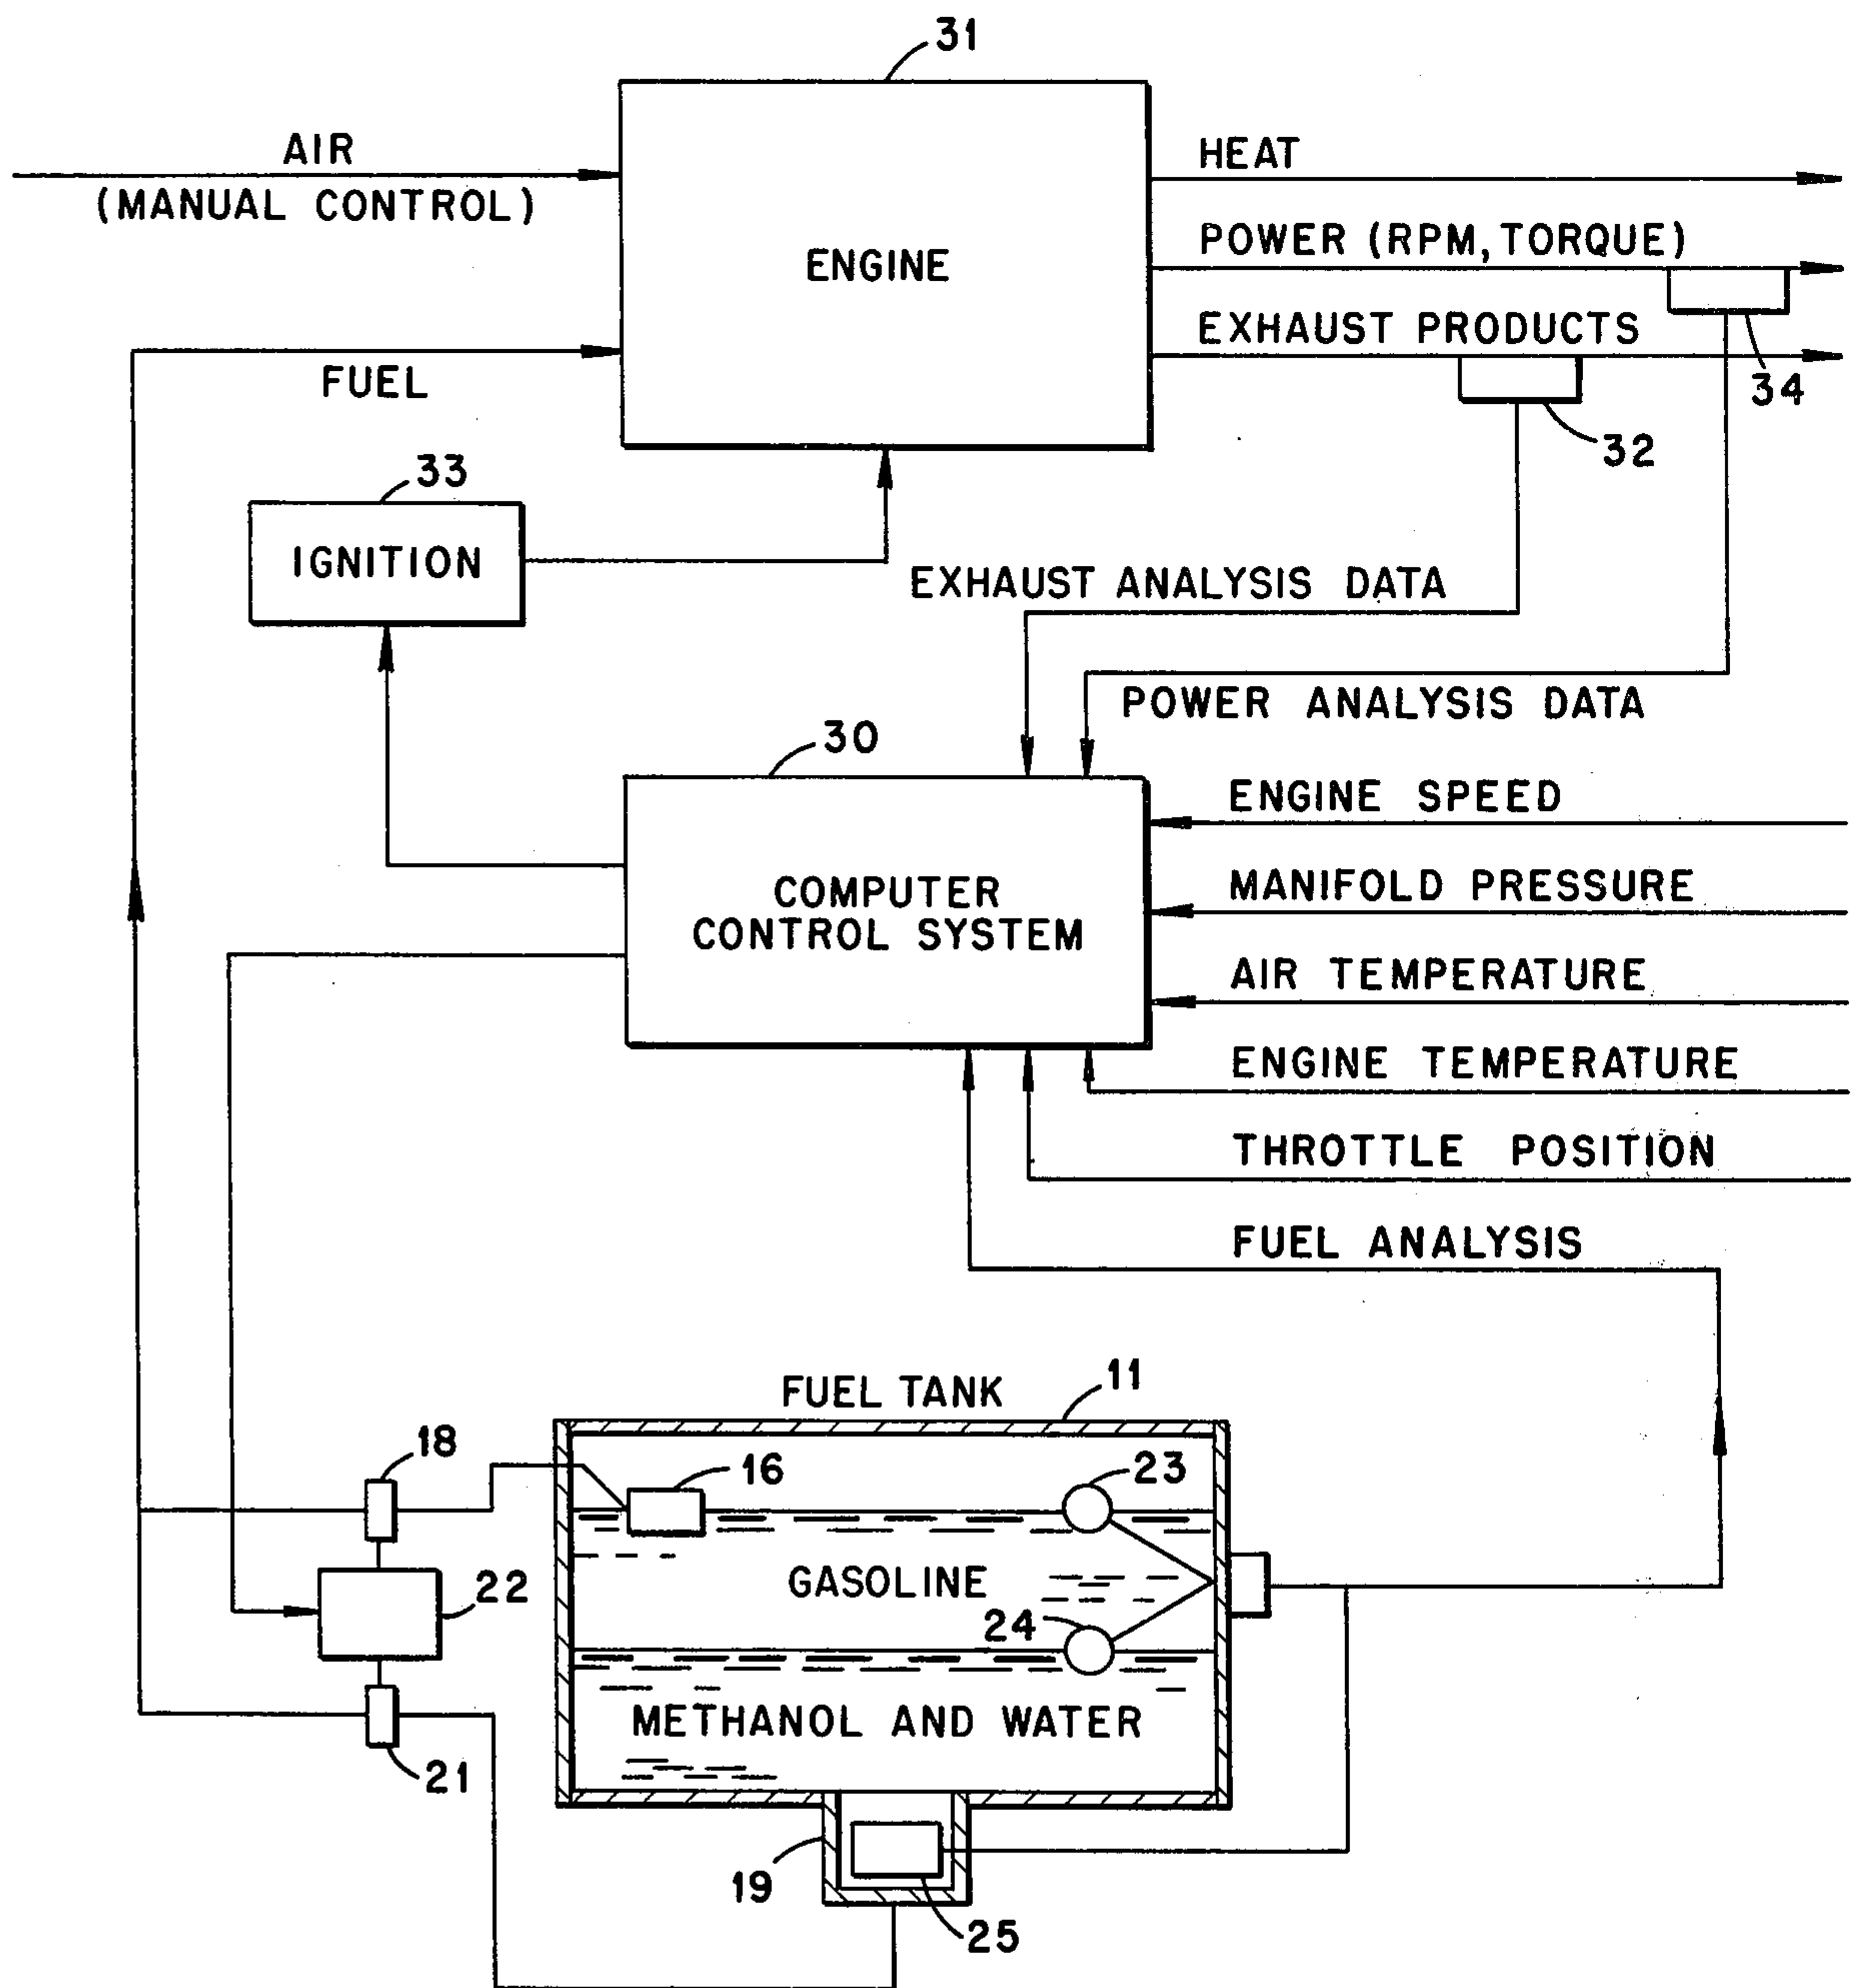 31
AIR
(MANUAL CONTROL)
HEAT
POWER (RPM, TORQUE)
ENGINE
EXHAUST PRODUCTS
34
FUEL
32
33
IGNITION
EXHAUST ANALYSIS DATA
POWER ANALYSIS DATA
30
ENGINE SPEED
COMPUTER
CONTROL SYSTEM
MANIFOLD PRESSURE
AIR TEMPERATURE
ENGINE TEMPERATURE
THROTTLE POSITION
FUEL ANALYSIS
FUEL TANK
11
18
16
23
22
GASOLINE
24
METHANOL AND WATER
21
19
25